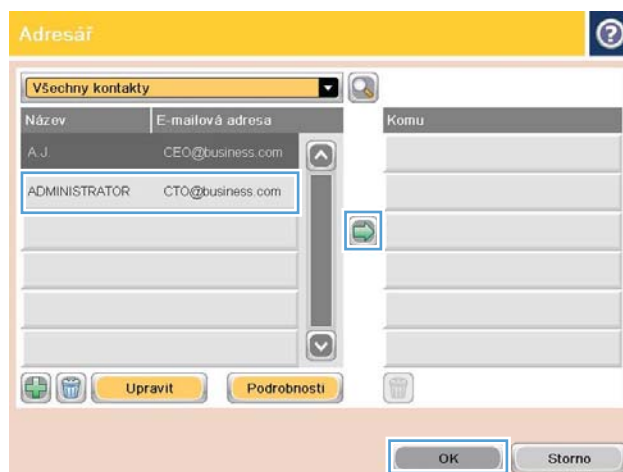 Adresář
?
Všechny kontakty
Název E-mailová adresa Komu
A.J. CEO@business.com
ADMINISTRATOR CTO@business.com
Upravit Podrobnosti
OK Storno